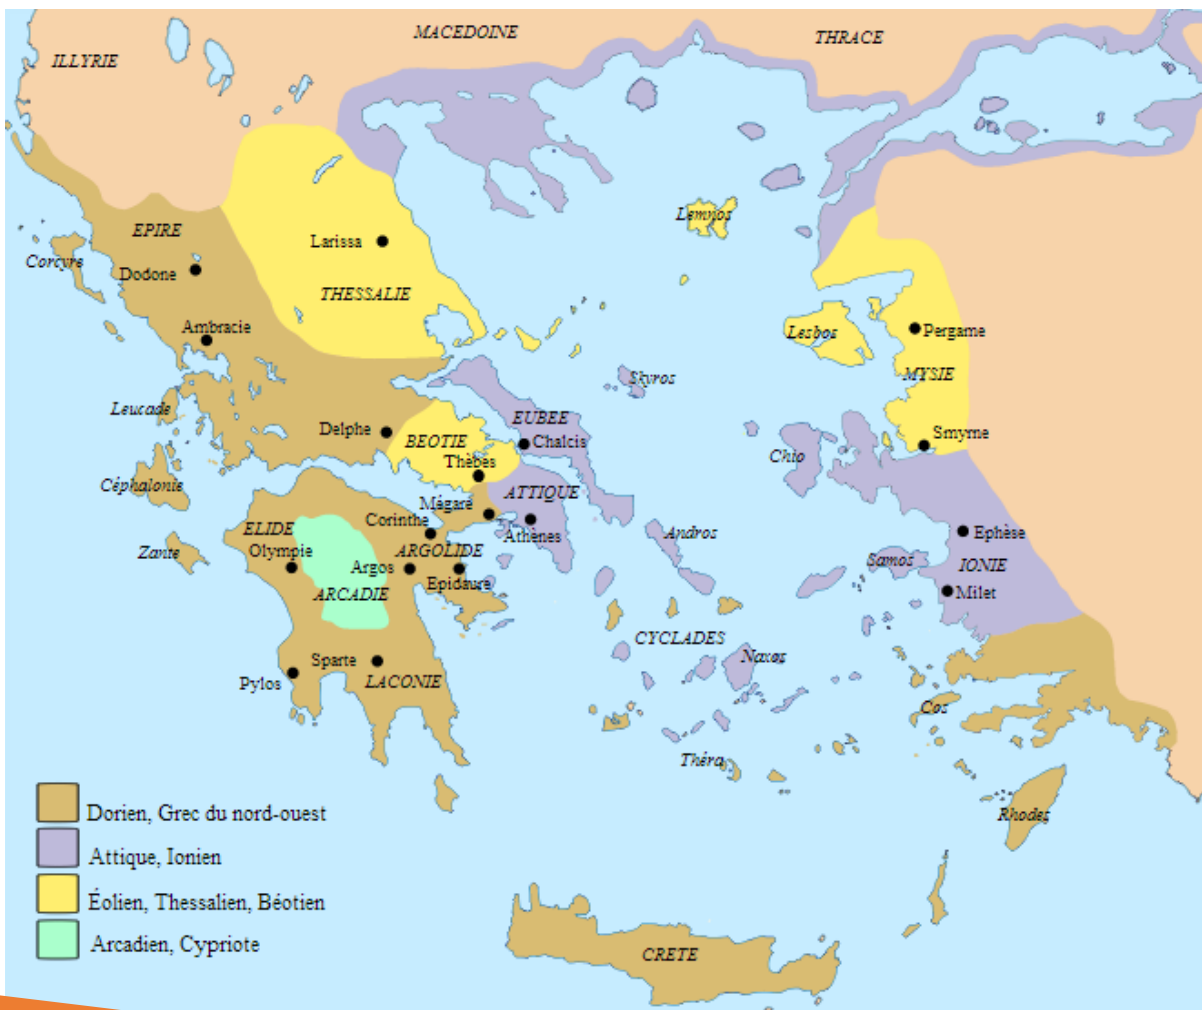 MACEDOINE
THRACE
ILLYRIE
Lemnos
EPIRE
Larissa
Corcyre
Dodone
THESSALIE
Ambracie
Pergame
Lesbos
MYSIE
Skyros
Leucade
EUBEE
Delphe
BEOTIE
Chalcis
Smyrne
Chio
Thèbes
Céphalonie
ATTIQUE
Mégare
Corinthe
ELIDE
Athènes
Andros
Ephèse
Zante
Olympie
ARGOLIDE
Argos
Epidaure
Samos
IONIE
ARCADIE
Milet
CYCLADES
Naxos
Sparte
Pylos
LACONIE
Cos
Théra
Rhodes
CRETE
Dorien, Grec du nord-ouest
Attique, Ionien
Éolien, Thessalien, Béotien
Arcadien, Cypriote